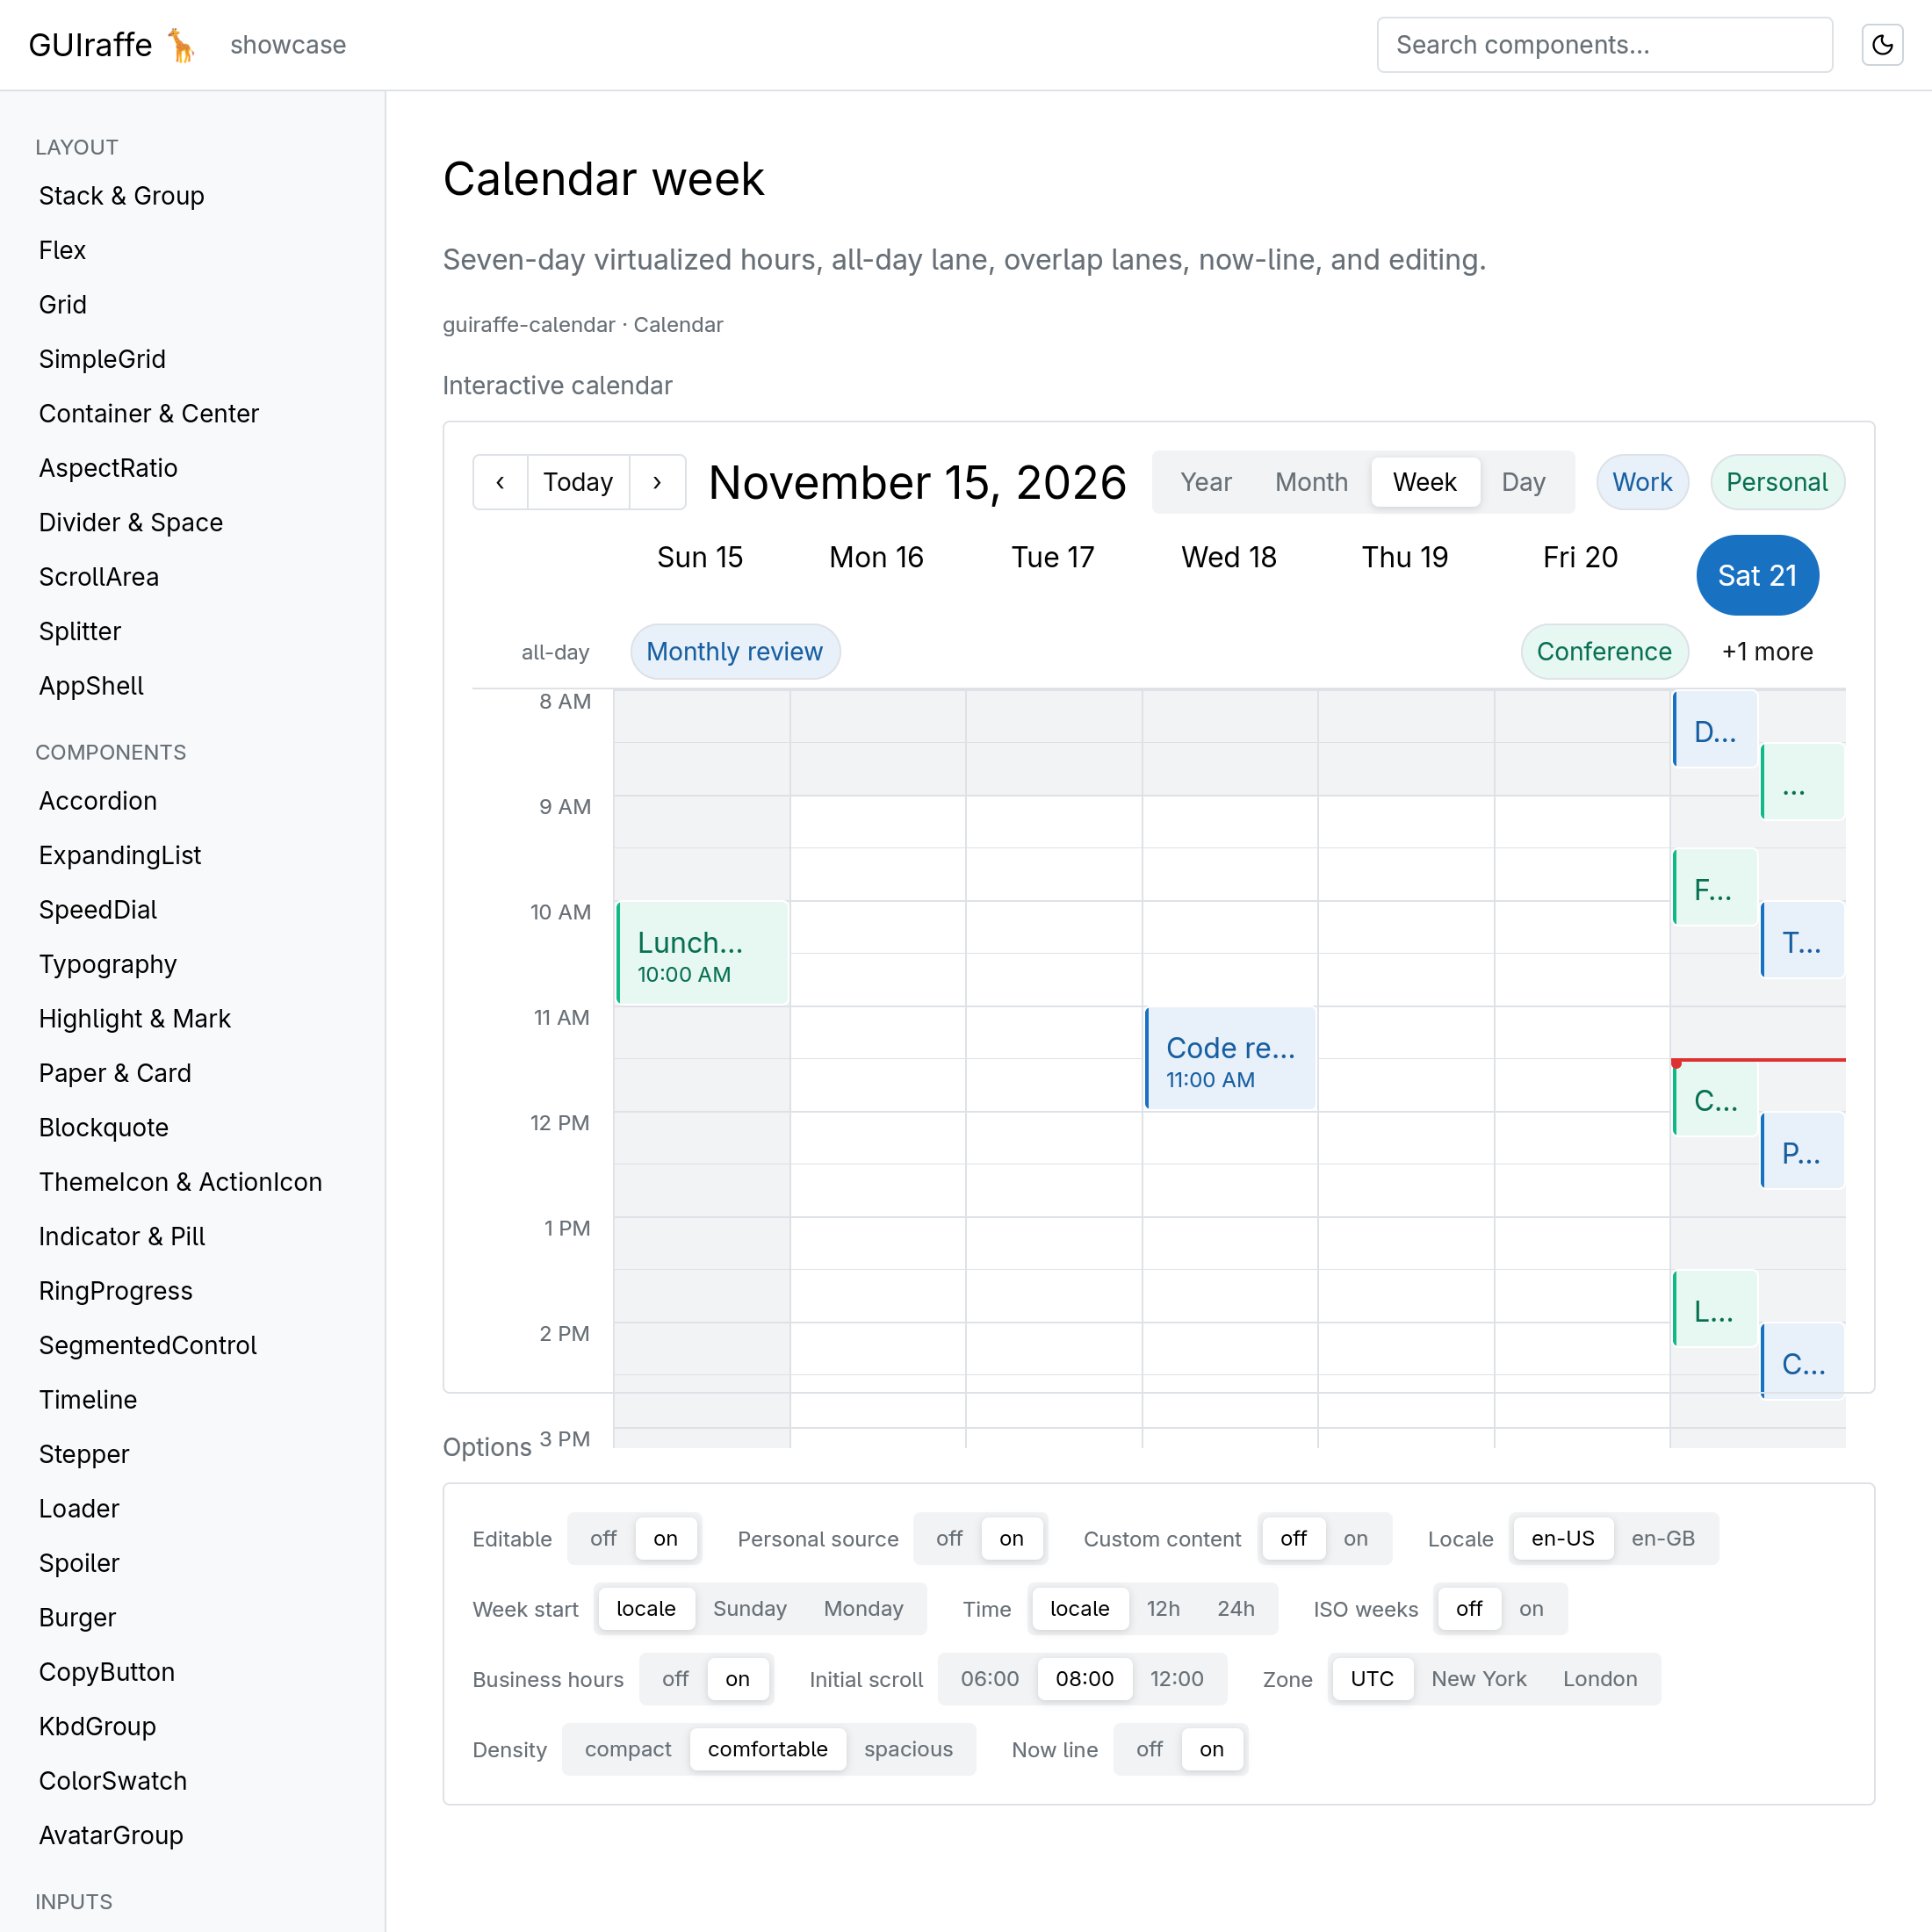 GUIraffe 🦒 showcase
Search components...
LAYOUT
Stack & Group
Flex
Grid
SimpleGrid
Container & Center
AspectRatio
Divider & Space
ScrollArea
Splitter
AppShell
COMPONENTS
Accordion
ExpandingList
SpeedDial
Typography
Highlight & Mark
Paper & Card
Blockquote
ThemeIcon & ActionIcon
Indicator & Pill
RingProgress
SegmentedControl
Timeline
Stepper
Loader
Spoiler
Burger
CopyButton
KbdGroup
ColorSwatch
AvatarGroup
INPUTS
Calendar week
Seven-day virtualized hours, all-day lane, overlap lanes, now-line, and editing.
guiraffe-calendar · Calendar
Interactive calendar
‹ Today › November 15, 2026 Year Month Week Day Work Personal
Sun 15 Mon 16 Tue 17 Wed 18 Thu 19 Fri 20 Sat 21
all-day Monthly review Conference +1 more
8 AM
D...
...
9 AM
F...
10 AM
Lunch... T...
10:00 AM
11 AM
Code re...
11:00 AM
C...
12 PM
P...
1 PM
L...
2 PM
C...
3 PM
Options
Editable off on Personal source off on Custom content off on Locale en-US en-GB
Week start locale Sunday Monday Time locale 12h 24h ISO weeks off on
Business hours off on Initial scroll 06:00 08:00 12:00 Zone UTC New York London
Density compact comfortable spacious Now line off on